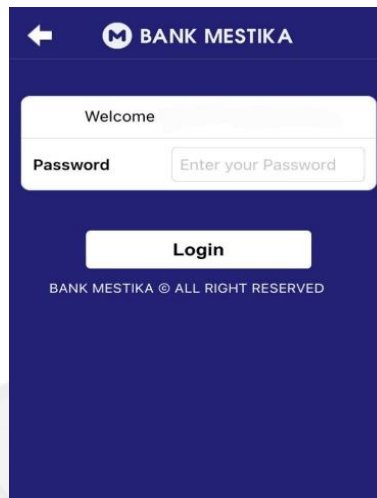 BANK MESTIKA
Welcome
Password Enter your Password
Login
BANK MESTIKA © ALL RIGHT RESERVED